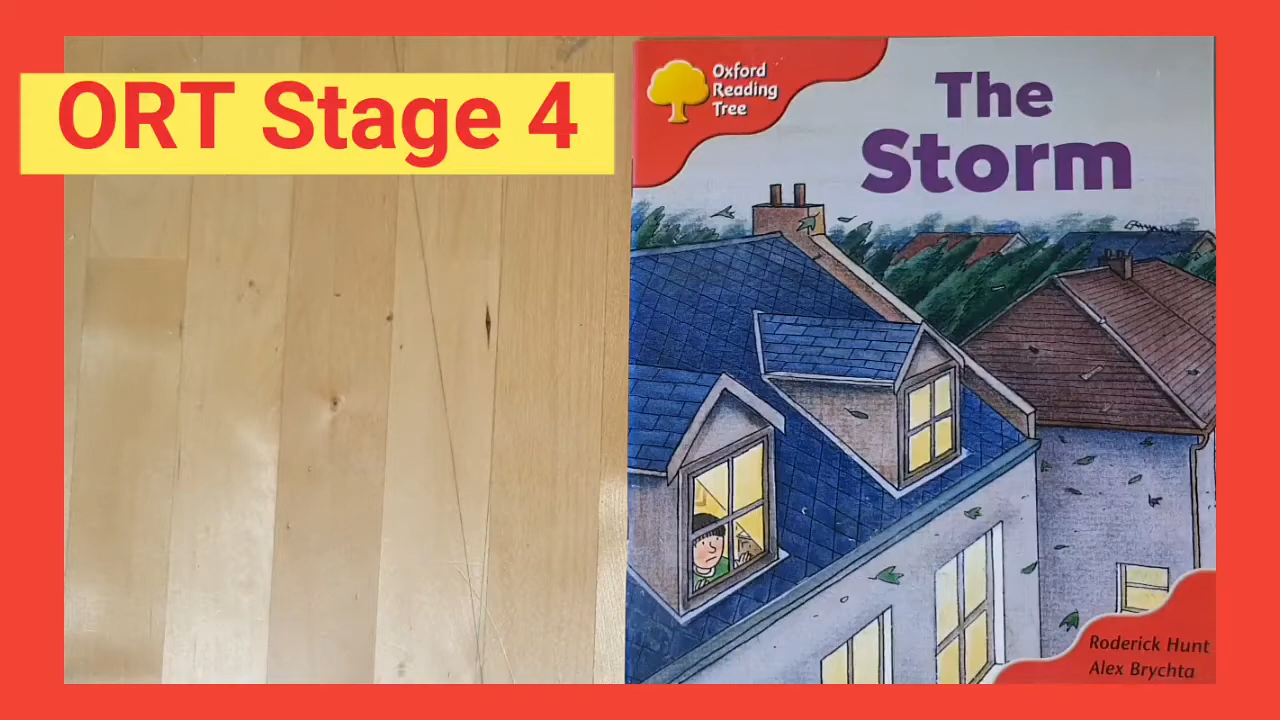 ORT Stage 4
Oxford
Reading
Tree
The
Storm
Roderick Hunt
Alex Brychta